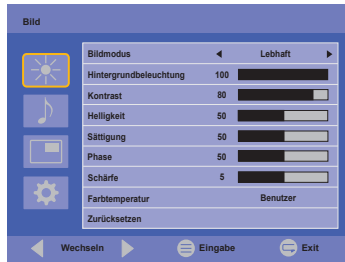 Bild
Bildmodus Lebhaft
Hintergrundbeleuchtung 100
Kontrast 80
Helligkeit 50
Sättigung 50
Phase 50
Schärfe 5
Farbtemperatur Benutzer
Zurücksetzen
Wechseln Eingabe Exit